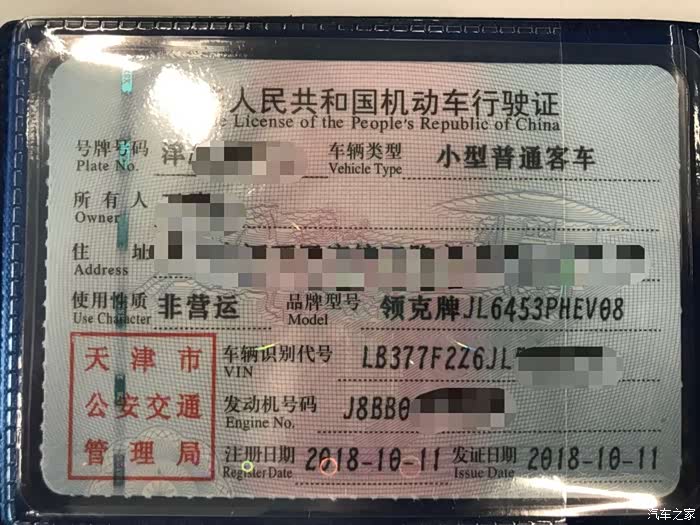 人民共和国机动车行驶证
License of the People's Republic of China
号牌号码 津 车辆类型 小型普通客车
Plate No. Vehicle Type
所有人
Owner
住 址
Address
使用性质 非营运 品牌型号 领克牌JL6453PHEV08
Use Character Model
天津市 车辆识别代号 LB377F2Z6JL
VIN
公安交通 发动机号码 J8BB0
Engine No.
管理局 注册日期 2018-10-11 发证日期 2018-10-11
Register Date Issue Date
汽车之家